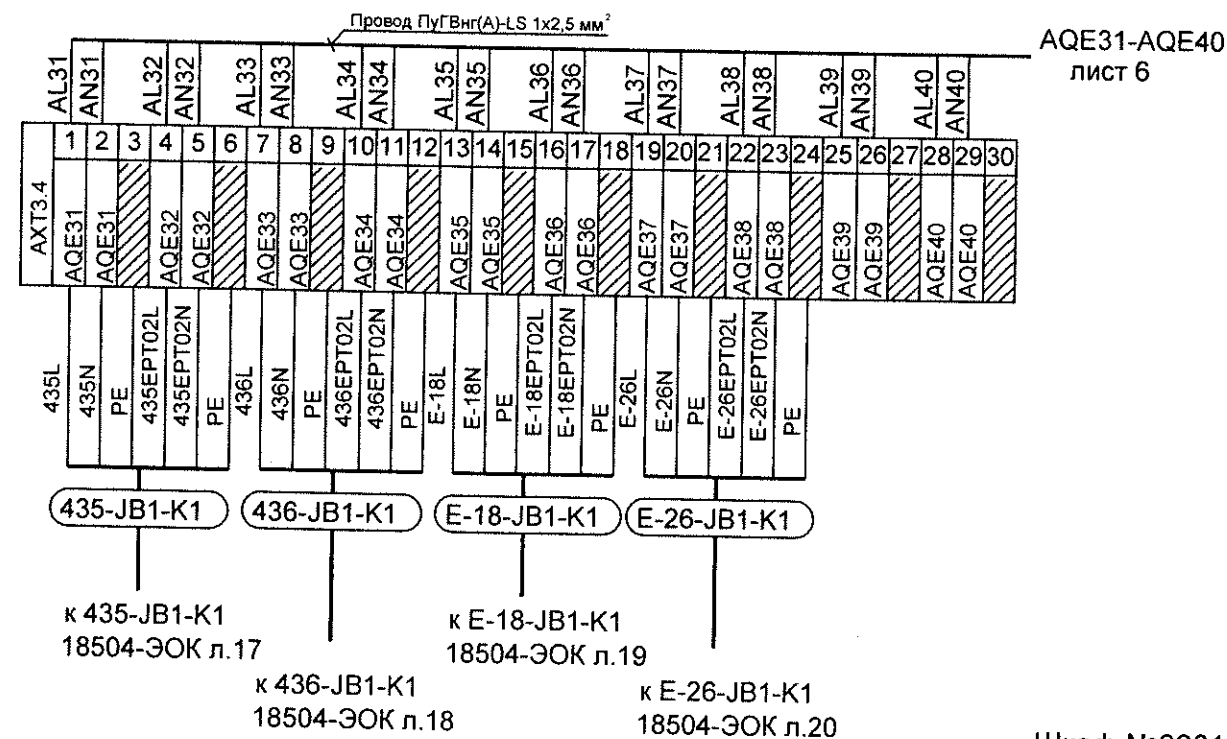 Провод ПуГВнг(А)-LS 1х2,5 мм²
AQE31-AQE40
лист 6
AL31 AN31 AL32 AN32 AL33 AN33 AL34 AN34 AL35 AN35 AL36 AN36 AL37 AN37 AL38 AN38 AL39 AN39 AL40 AN40
AXT3.4
1 2 3 4 5 6 7 8 9 10 11 12 13 14 15 16 17 18 19 20 21 22 23 24 25 26 27 28 29 30
AQE31 AQE31 AQE32 AQE32 AQE33 AQE33 AQE34 AQE34 AQE35 AQE35 AQE36 AQE36 AQE37 AQE37 AQE38 AQE38 AQE39 AQE39 AQE40 AQE40
435L 435N PE 435EPT02L 435EPT02N PE 436L 436N PE 436EPT02L 436EPT02N PE E-18L E-18N PE E-18EPT02L E-18EPT02N PE E-26L E-26N PE E-26EPT02L E-26EPT02N PE
435-JB1-K1 436-JB1-K1 E-18-JB1-K1 E-26-JB1-K1
к 435-JB1-K1
18504-ЭОК л.17
к E-18-JB1-K1
18504-ЭОК л.19
к 436-JB1-K1
18504-ЭОК л.18
к E-26-JB1-K1
18504-ЭОК л.20